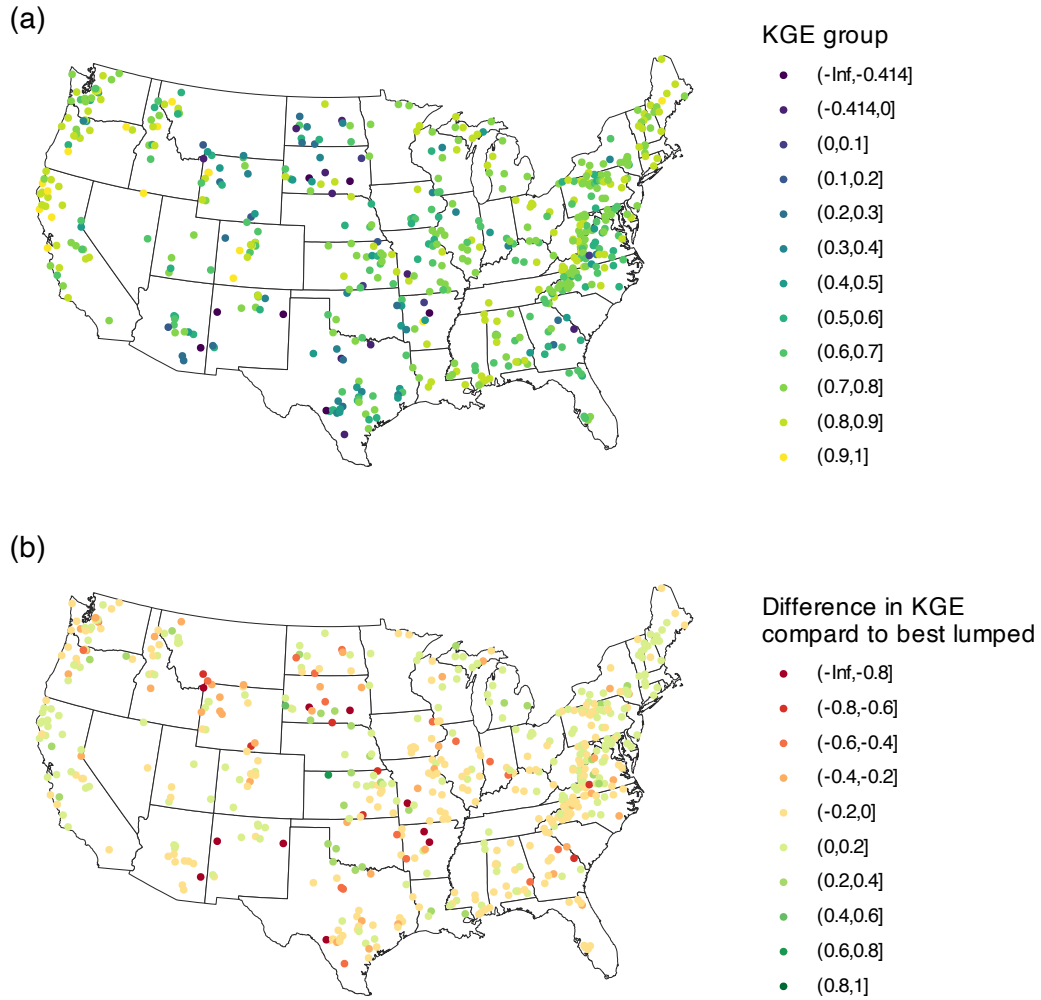 (a)
KGE group
(-Inf,-0.414]
(-0.414,0]
(0,0.1]
(0.1,0.2]
(0.2,0.3]
(0.3,0.4]
(0.4,0.5]
(0.5,0.6]
(0.6,0.7]
(0.7,0.8]
(0.8,0.9]
(0.9,1]
(b)
Difference in KGE
compard to best lumped
(-Inf,-0.8]
(-0.8,-0.6]
(-0.6,-0.4]
(-0.4,-0.2]
(-0.2,0]
(0,0.2]
(0.2,0.4]
(0.4,0.6]
(0.6,0.8]
(0.8,1]